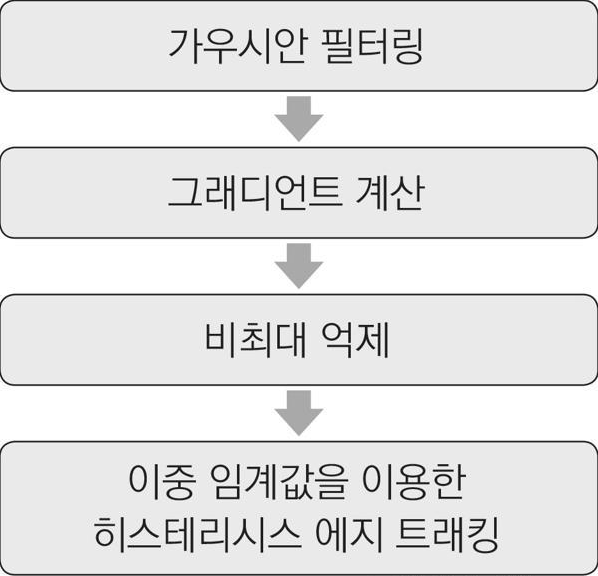 가우시안 필터링
그래디언트 계산
비최대 억제
이중 임계값을 이용한
히스테리시스 에지 트래킹